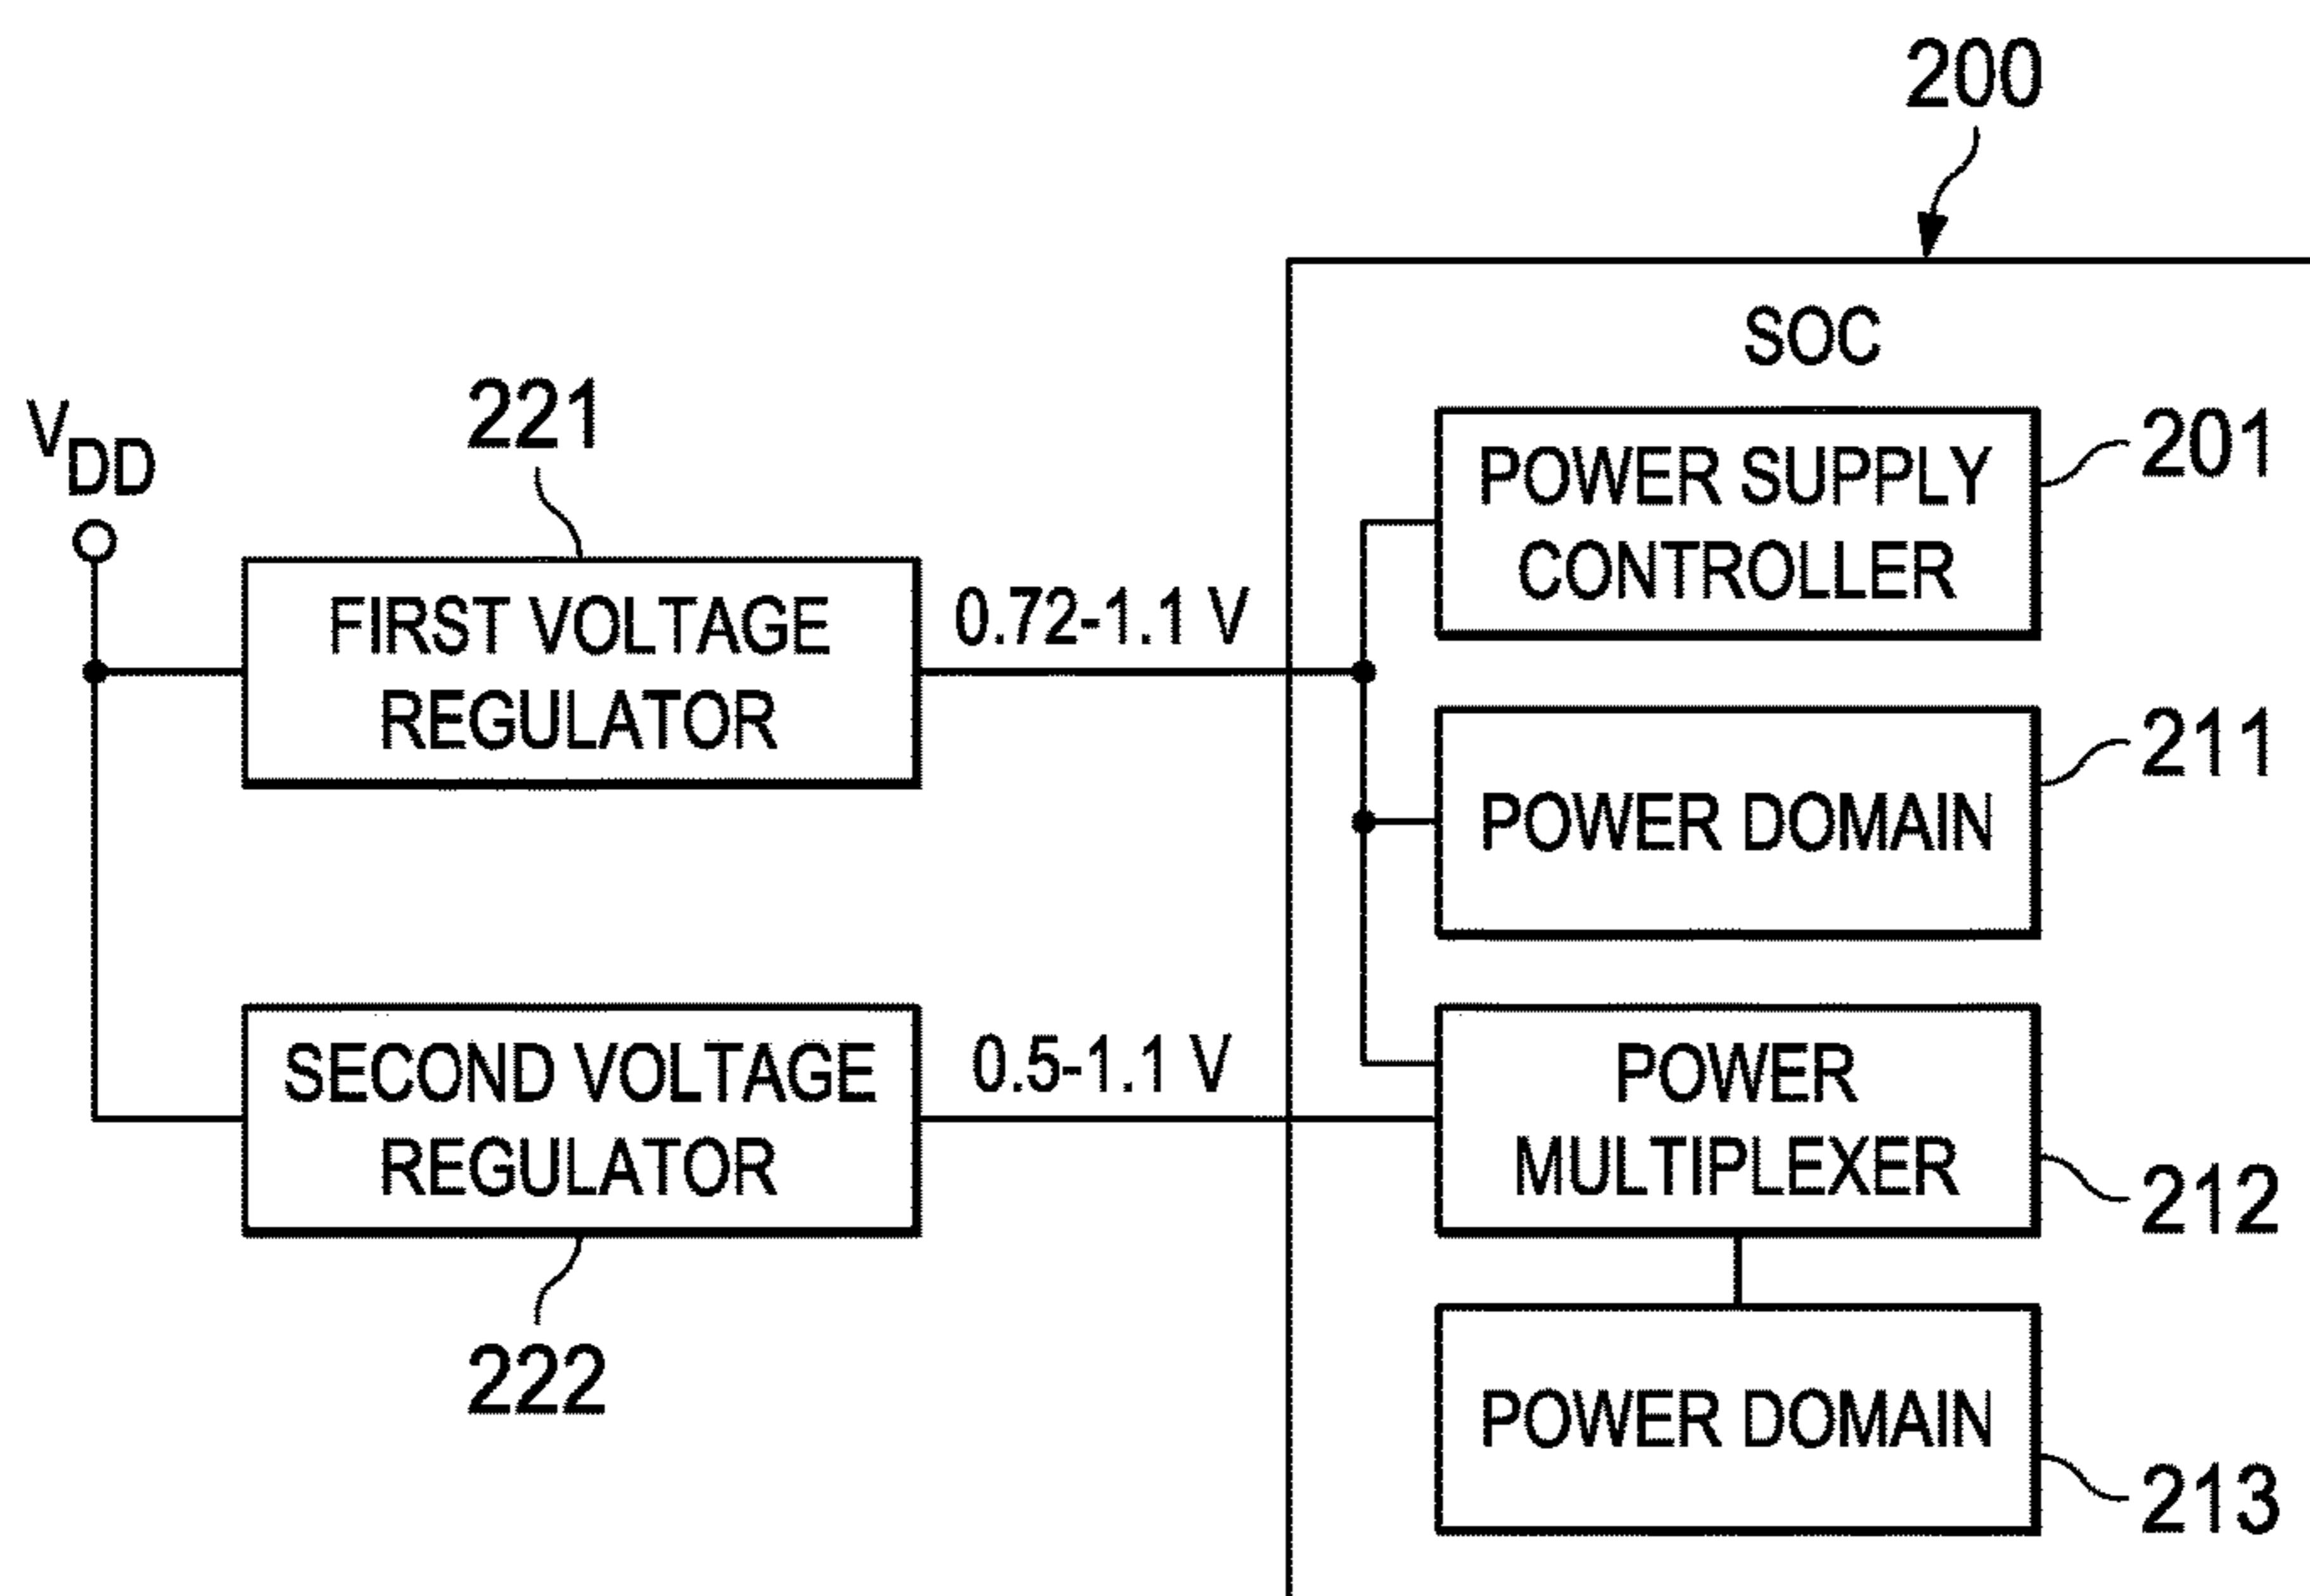 200
SOC
V
DD
221
FIRST VOLTAGE
REGULATOR
0.72-1.1 V
POWER SUPPLY
CONTROLLER
201
POWER DOMAIN
211
SECOND VOLTAGE
REGULATOR
222
0.5-1.1 V
POWER
MULTIPLEXER
212
POWER DOMAIN
213